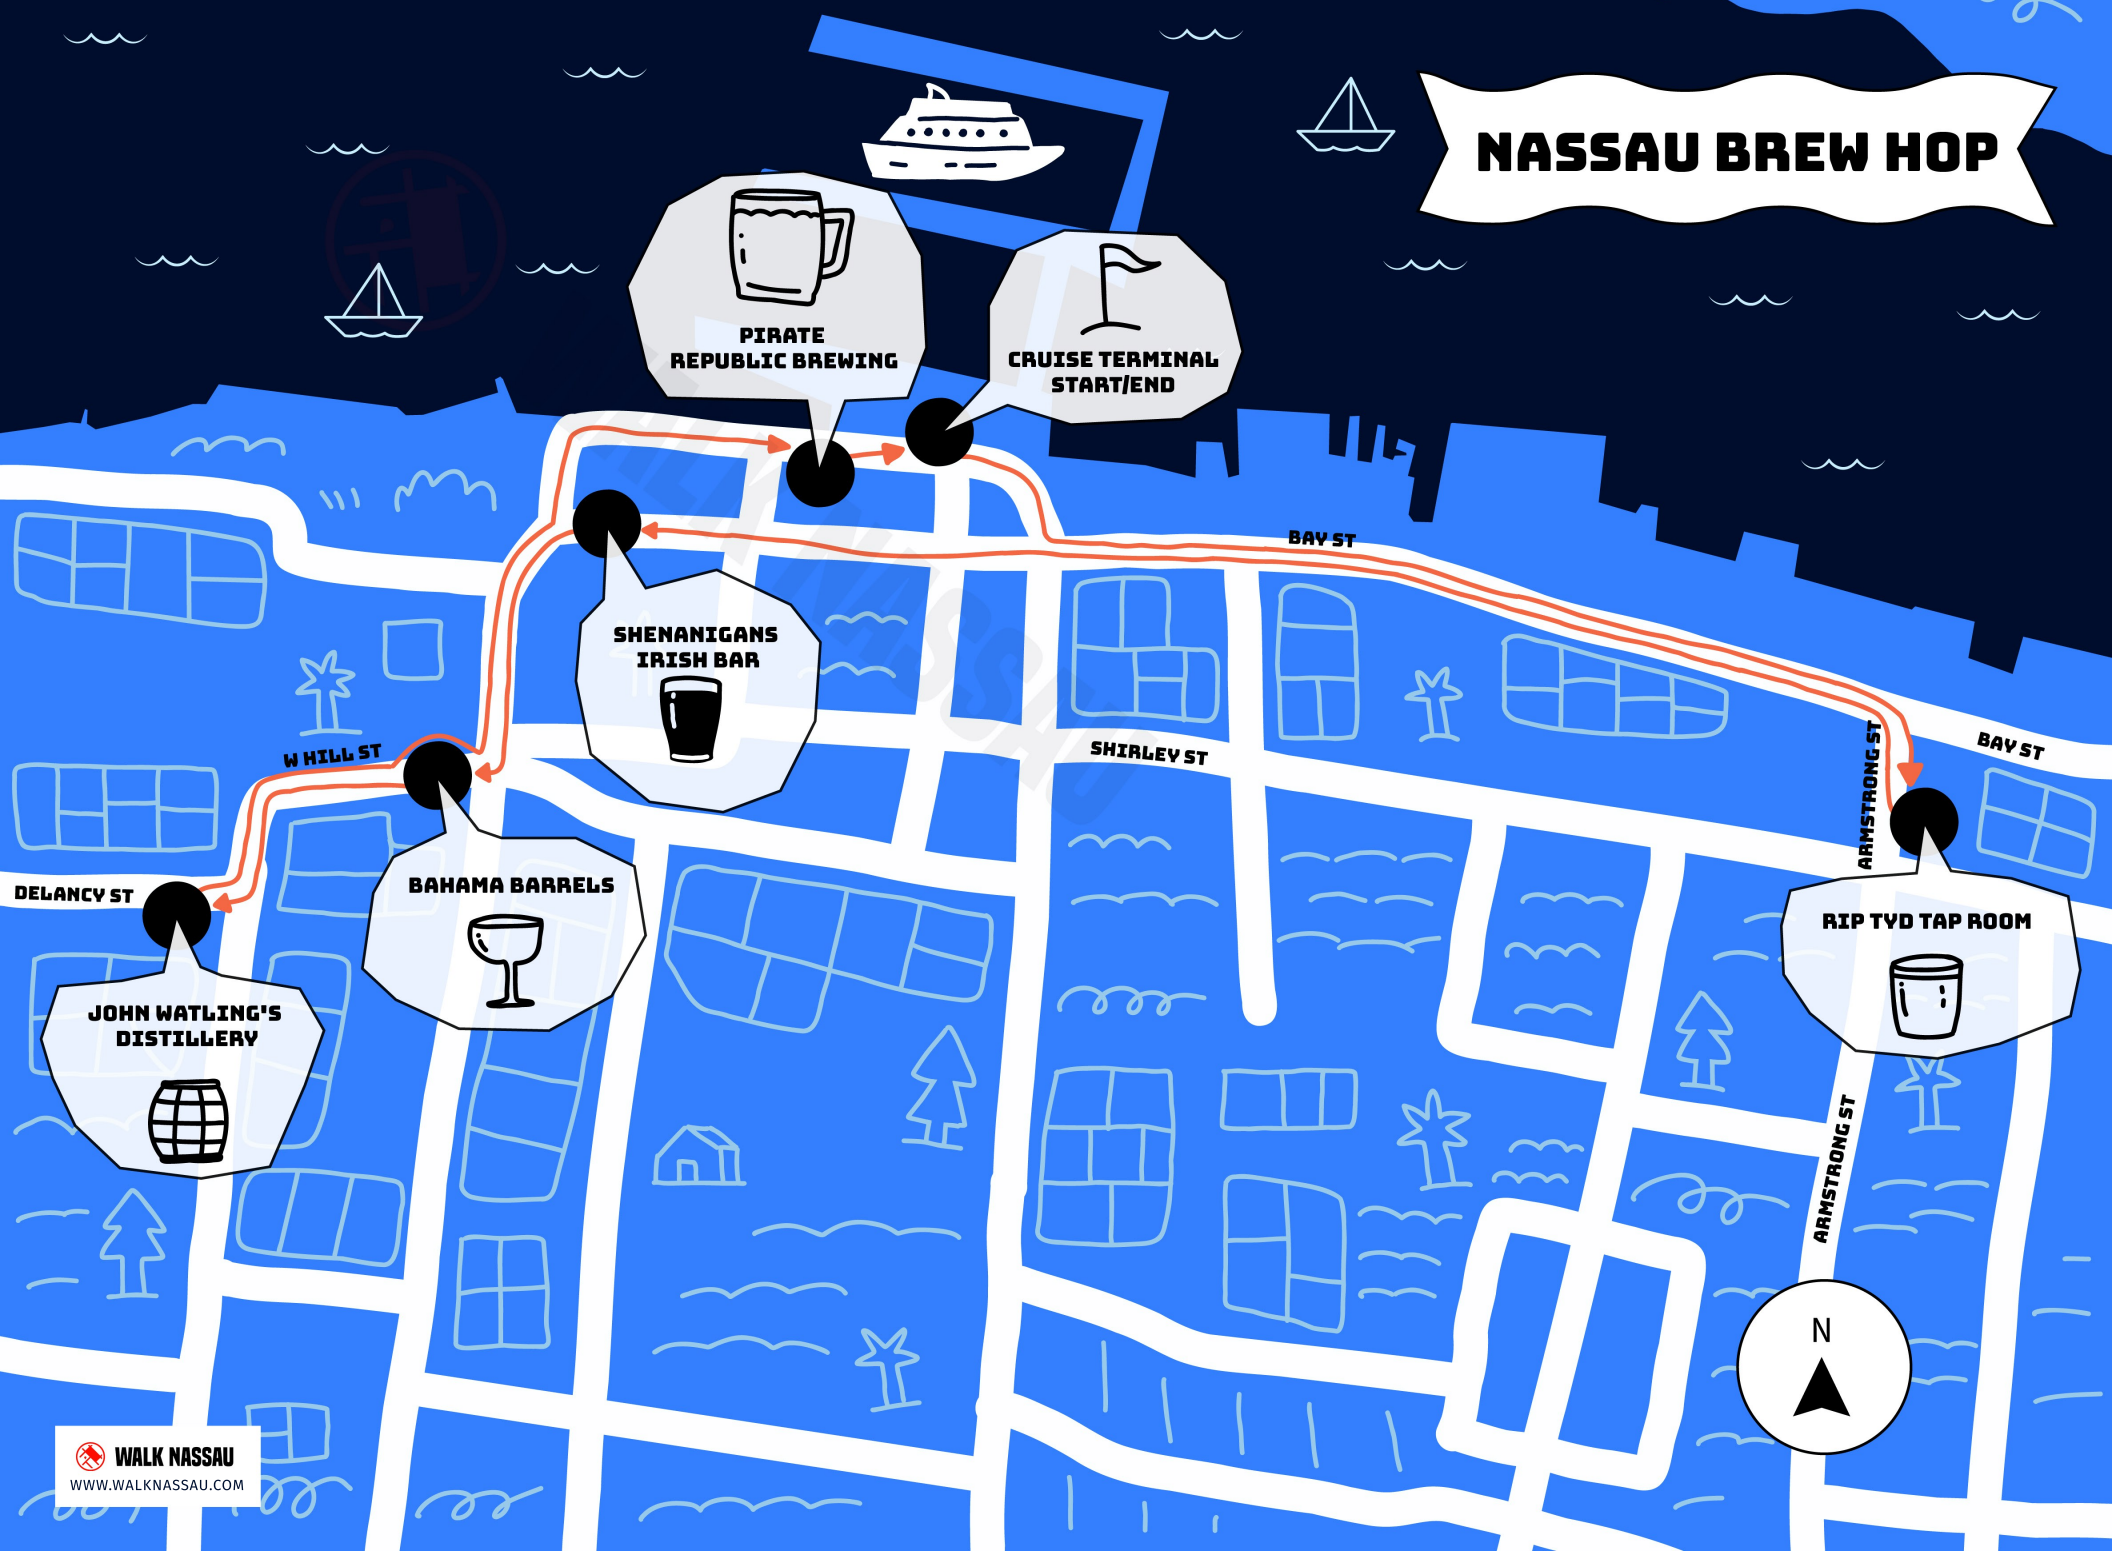 NASSAU BREW HOP
PIRATE
REPUBLIC BREWING
CRUISE TERMINAL
START/END
BAY ST
SHENANIGANS
IRISH BAR
W HILL ST
SHIRLEY ST
ARMSTRONG ST
BAY ST
BAHAMA BARRELS
DELANCY ST
RIP TYD TAP ROOM
JOHN WATLING'S
DISTILLERY
ARMSTRONG ST
N
WALK NASSAU
WWW.WALKNASSAU.COM
WALK NASSAU